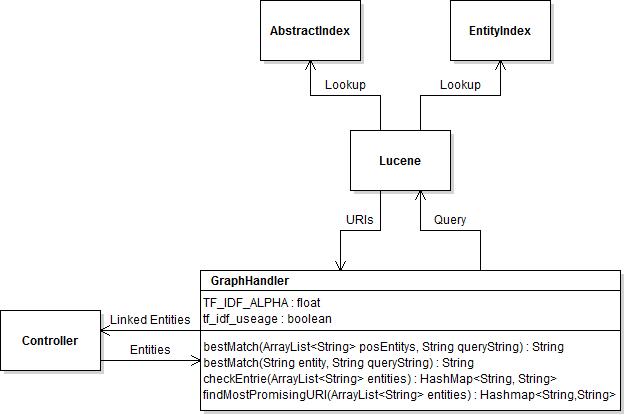 AbstractIndex
EntityIndex
Lookup
Lookup
Lucene
URIs
Query
GraphHandler
TF_IDF_ALPHA : float
tf_idf_useage : boolean
Linked Entities
Controller
Entities
bestMatch(ArrayList<String> posEntitys, String queryString) : String
bestMatch(String entity, String queryString) : String
checkEntrie(ArrayList<String> entities) : HashMap<String, String>
findMostPromisingURI(ArrayList<String> entities) : Hashmap<String,String>